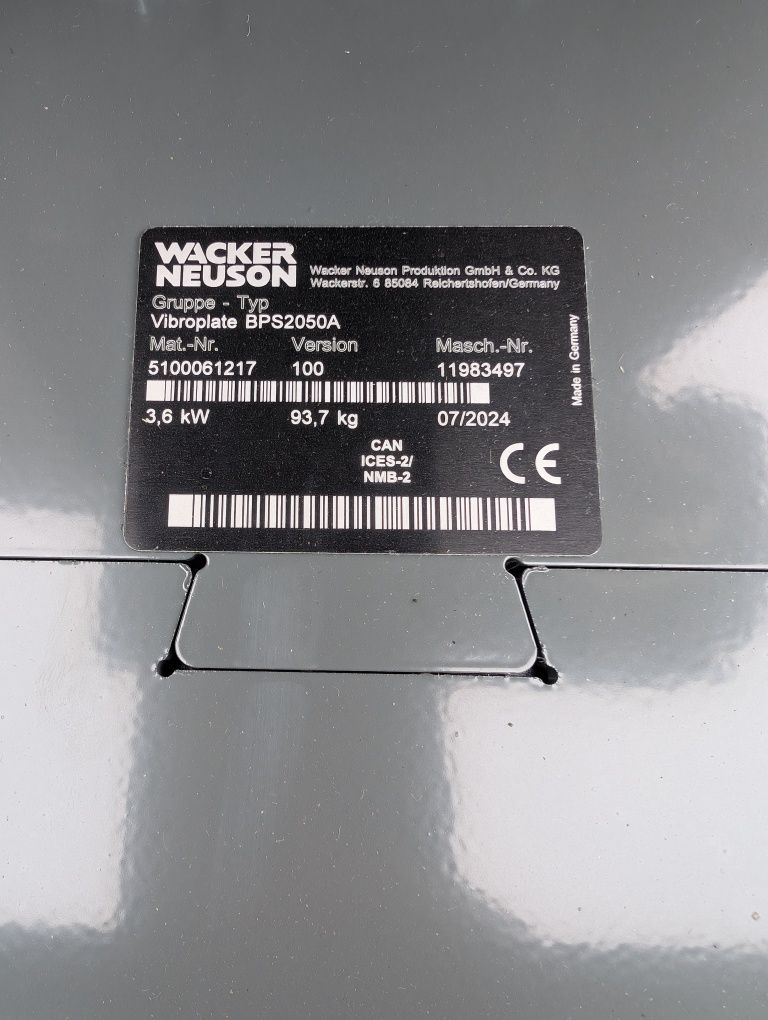 WACKER
NEUSON
Wacker Neuson Produktion GmbH & Co. KG
Wackerstr. 6 85084 Reichertshofen/Germany
Gruppe - Typ
Vibroplate BPS2050A
Mat.-Nr. Version Masch.-Nr.
5100061217 100 11983497
3,6 kW 93,7 kg 07/2024
CAN
ICES-2/
NMB-2
CE
Made in Germany